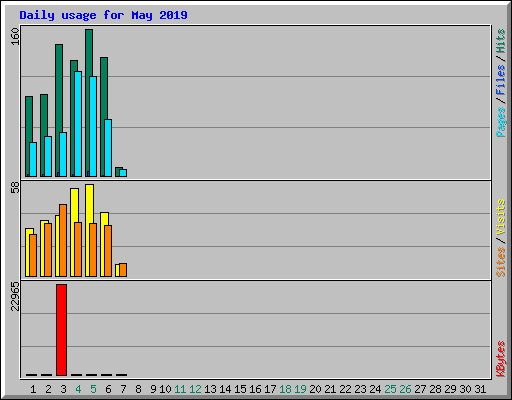 Daily usage for May 2019
160
Pages/Files/Hits
58
Sites/Visits
22965
KBytes
1 2 3 4 5 6 7 8 9 10 11 12 13 14 15 16 17 18 19 20 21 22 23 24 25 26 27 28 29 30 31